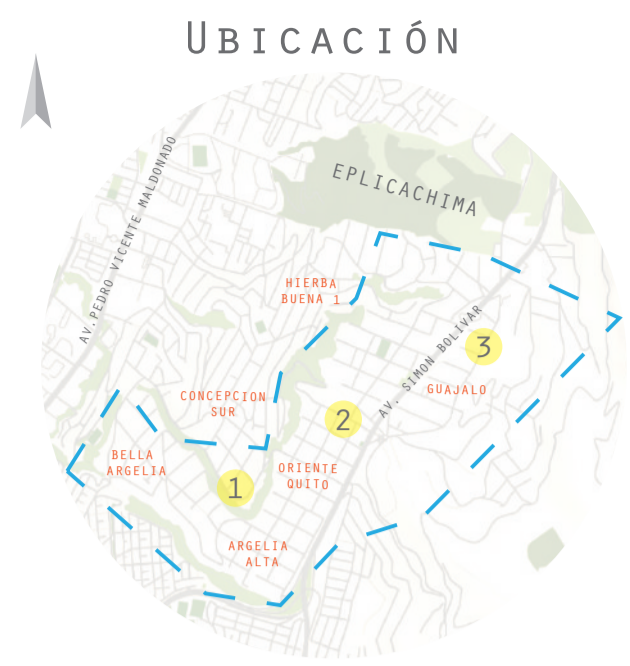 UBICACIÓN
AV. PEDRO VICENTE MALDONADO
EPLICACHIMA
HIERBA
BUENA 1
AV. SIMON BOLIVAR
3
GUAJALO
CONCEPCION
SUR
2
BELLA
ARGELIA
ORIENTE
QUITO
1
ARGELIA
ALTA